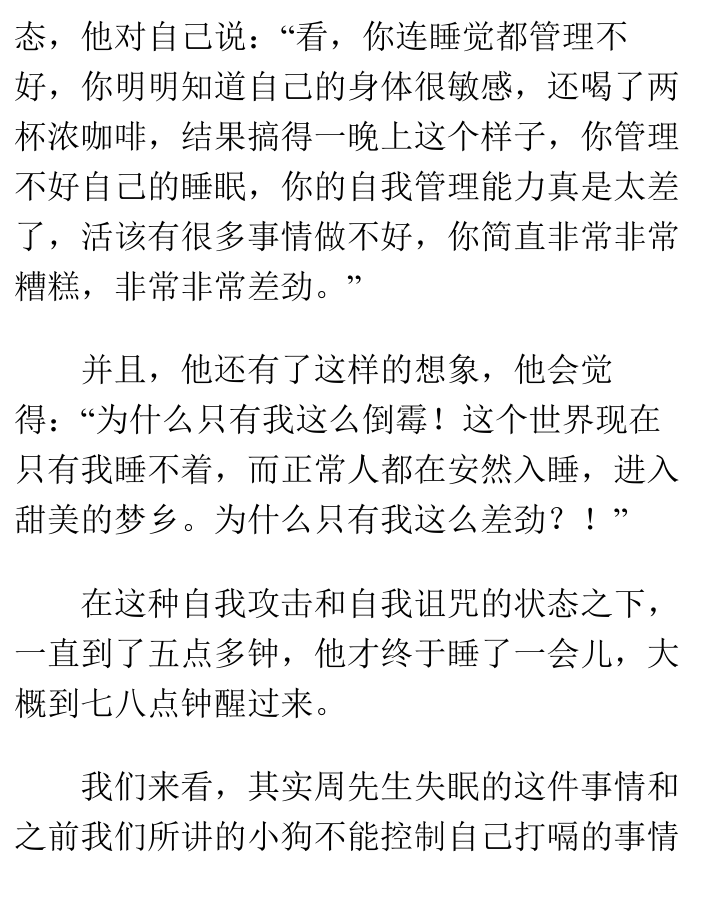 态，他对自己说：“看，你连睡觉都管理不
好，你明明知道自己的身体很敏感，还喝了两
杯浓咖啡，结果搞得一晚上这个样子，你管理
不好自己的睡眠，你的自我管理能力真是太差
了，活该有很多事情做不好，你简直非常非常
糟糕，非常非常差劲。”
并且，他还有了这样的想象，他会觉
得：“为什么只有我这么倒霉！这个世界现在
只有我睡不着，而正常人都在安然入睡，进入
甜美的梦乡。为什么只有我这么差劲？！”
在这种自我攻击和自我诅咒的状态之下，
一直到了五点多钟，他才终于睡了一会儿，大
概到七八点钟醒过来。
我们来看，其实周先生失眠的这件事情和
之前我们所讲的小狗不能控制自己打嗝的事情